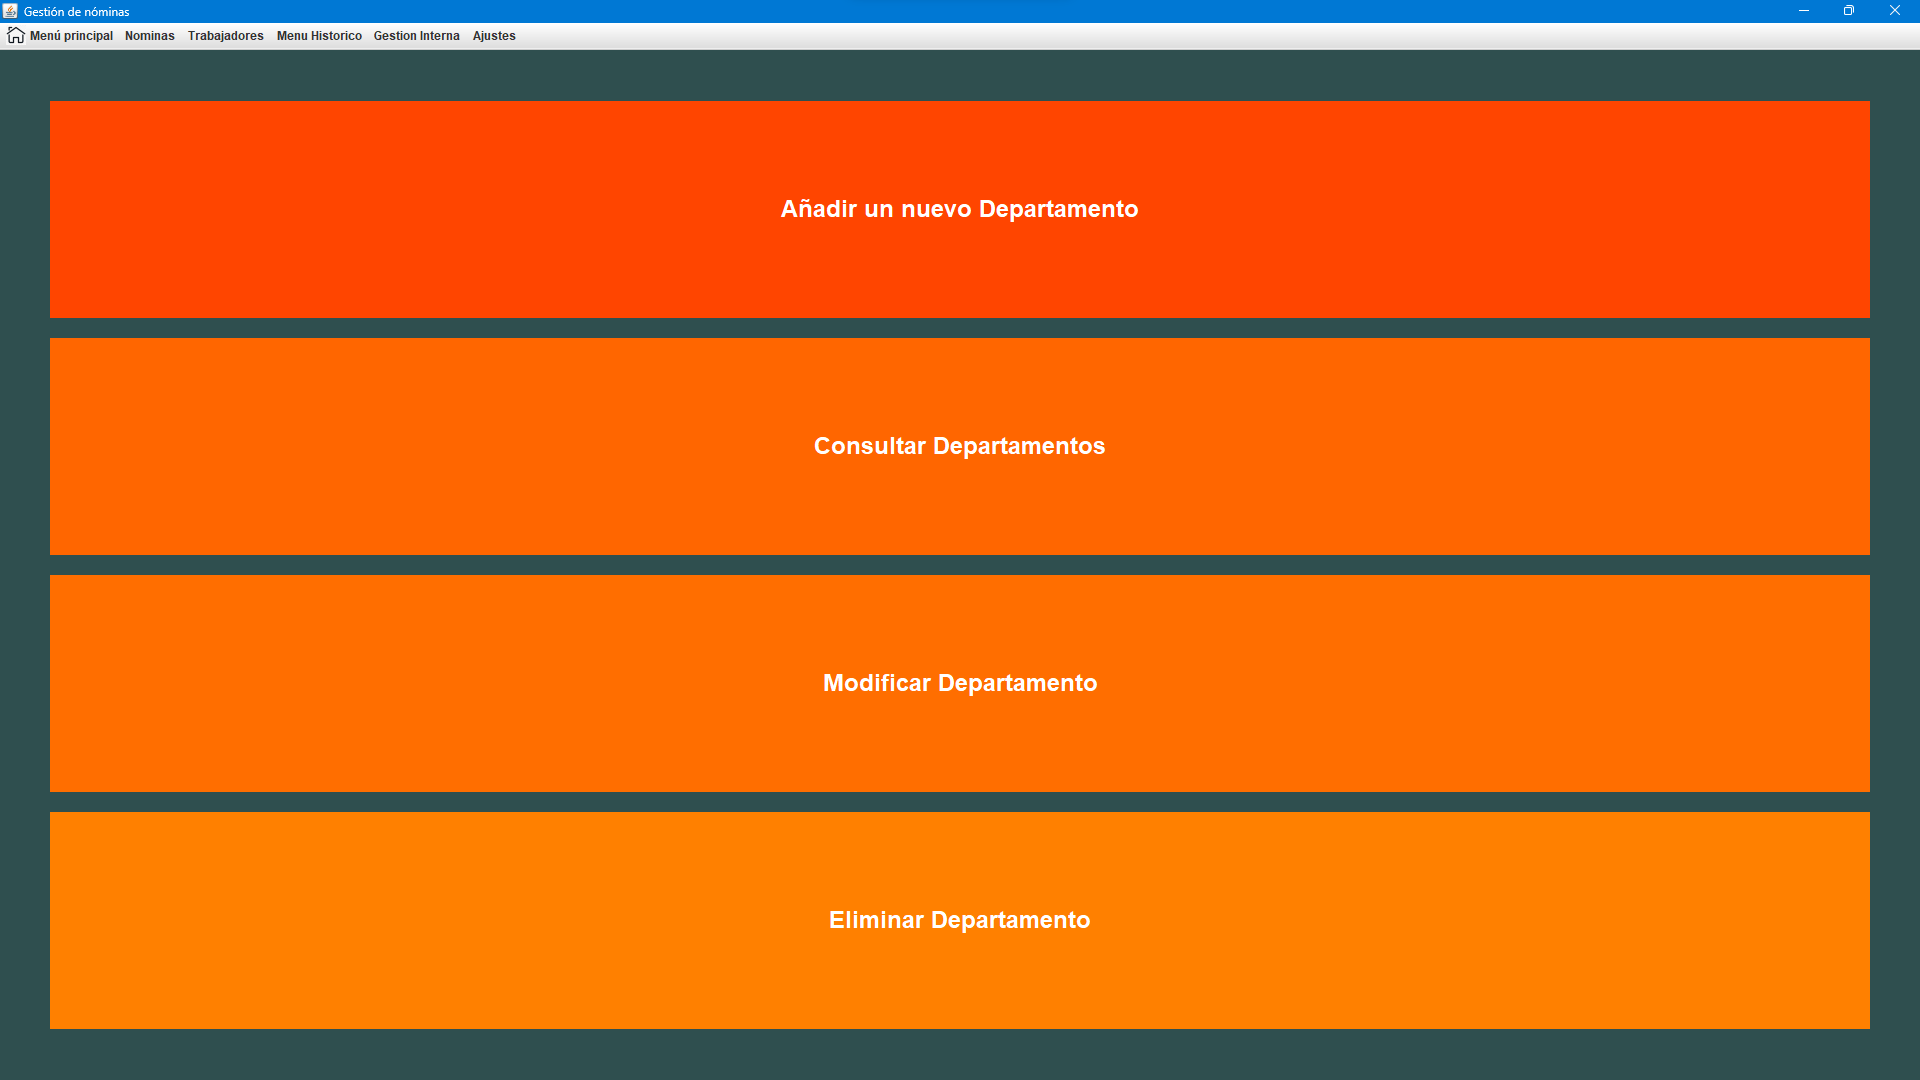 Gestión de nóminas
Menú principal Nominas Trabajadores Menu Historico Gestion Interna Ajustes
Añadir un nuevo Departamento
Consultar Departamentos
Modificar Departamento
Eliminar Departamento